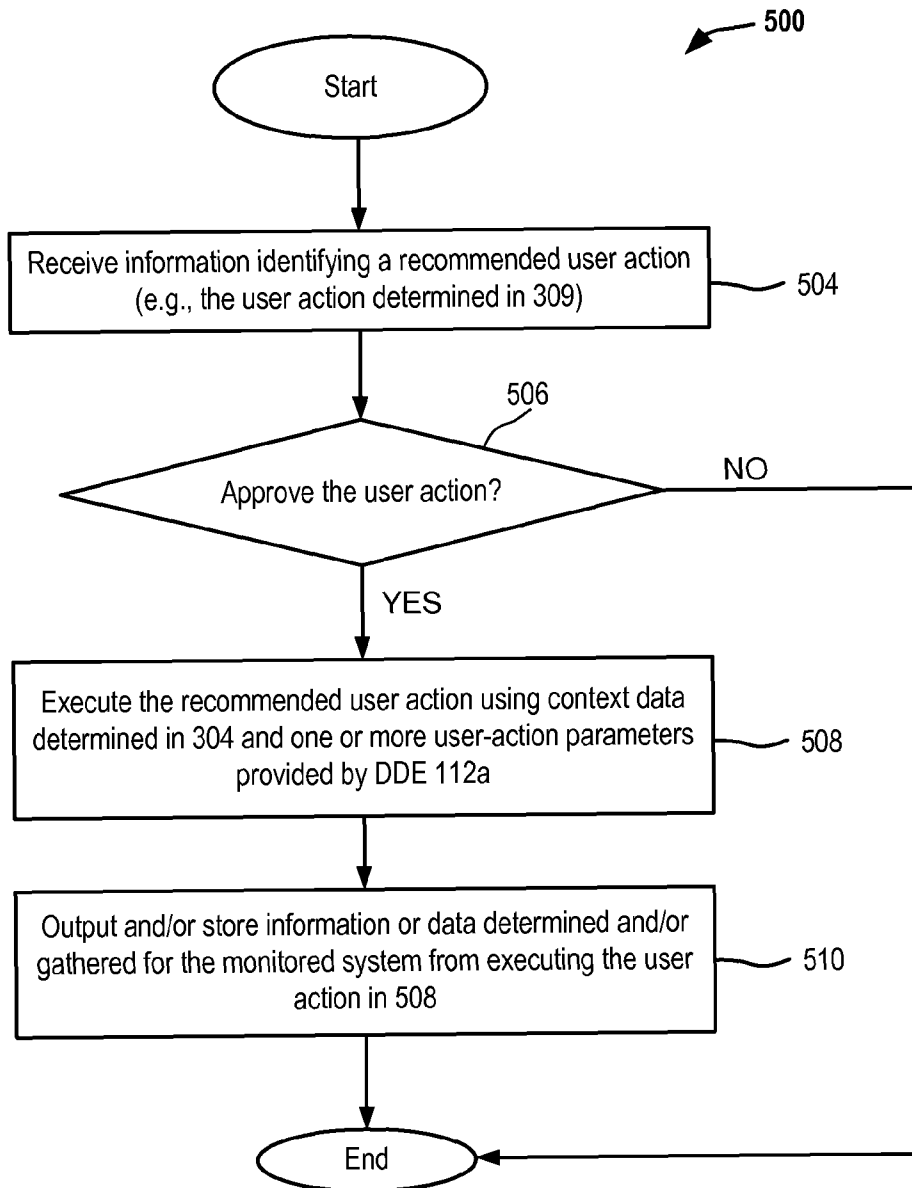 500
Start
Receive information identifying a recommended user action
(e.g., the user action determined in 309)
504
506
Approve the user action?
NO
YES
Execute the recommended user action using context data
determined in 304 and one or more user-action parameters
provided by DDE 112a
508
Output and/or store information or data determined and/or
gathered for the monitored system from executing the user
action in 508
510
End